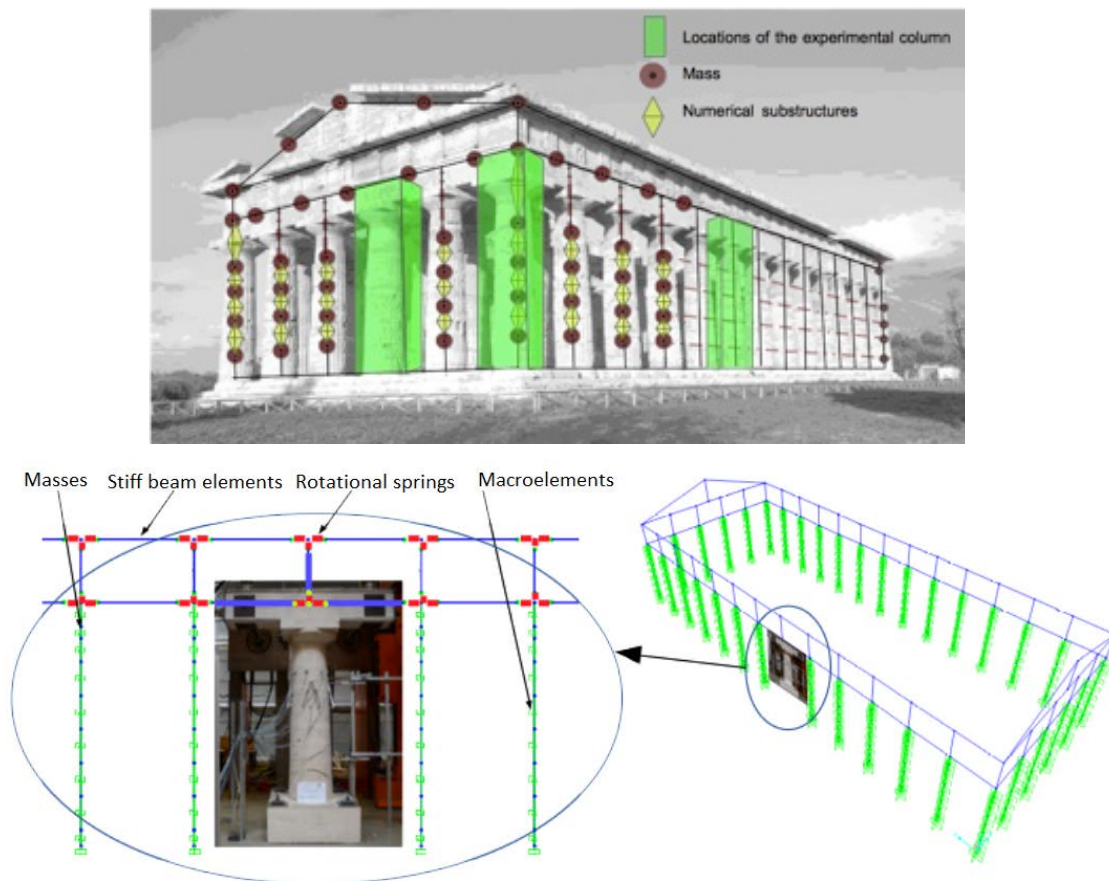 Locations of the experimental column
Mass
Numerical substructures
Masses
Stiff beam elements
Rotational springs
Macroelements